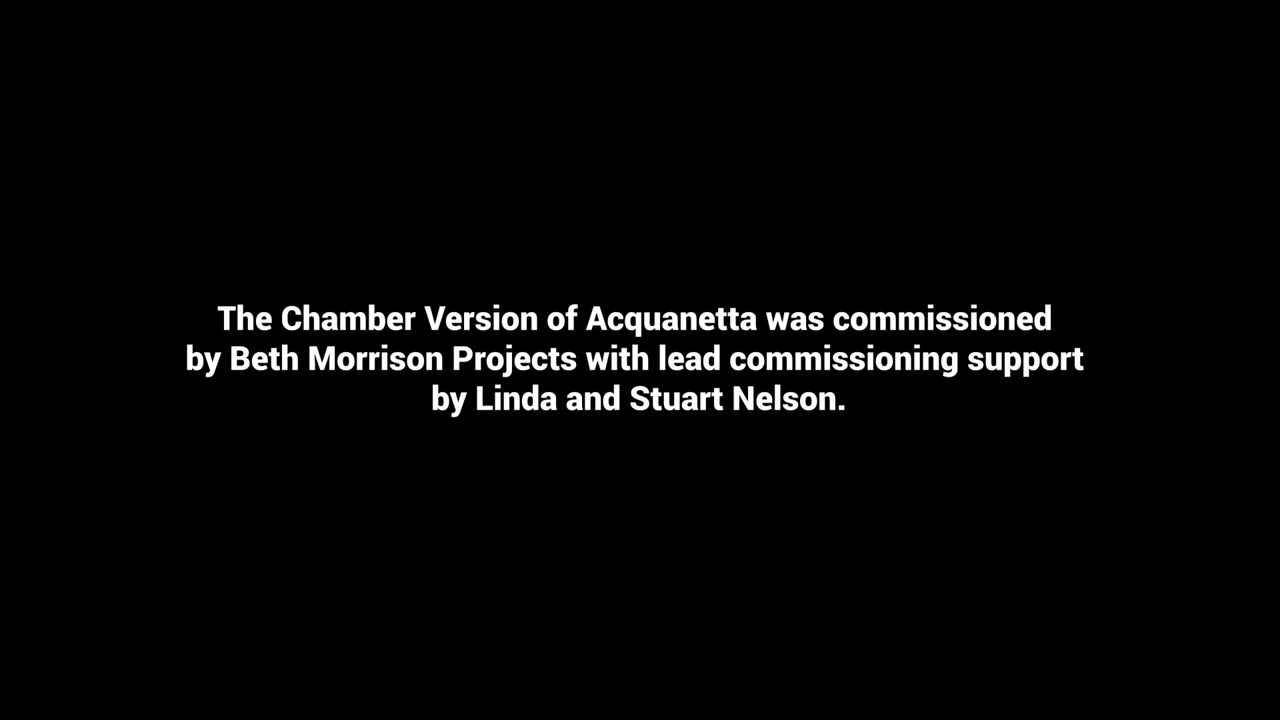 The Chamber Version of Acquanetta was commissioned
by Beth Morrison Projects with lead commissioning support
by Linda and Stuart Nelson.